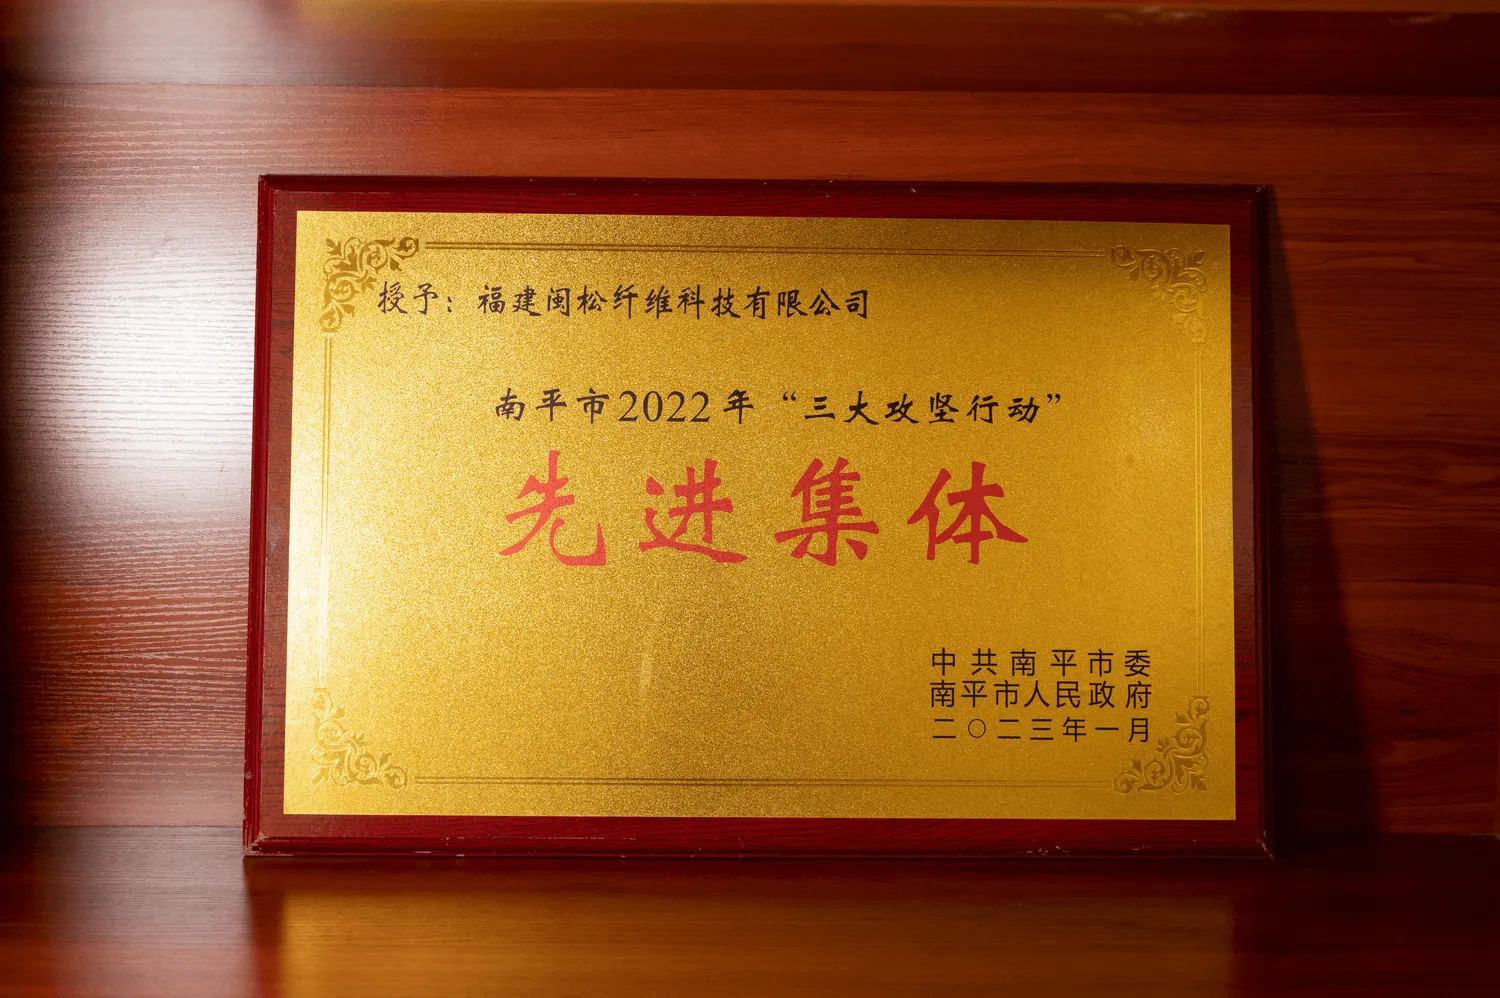 授予：福建闽松纤维科技有限公司
南平市2022年“三大攻坚行动”
先进集体
中共南平市委
南平市人民政府
二〇二三年一月